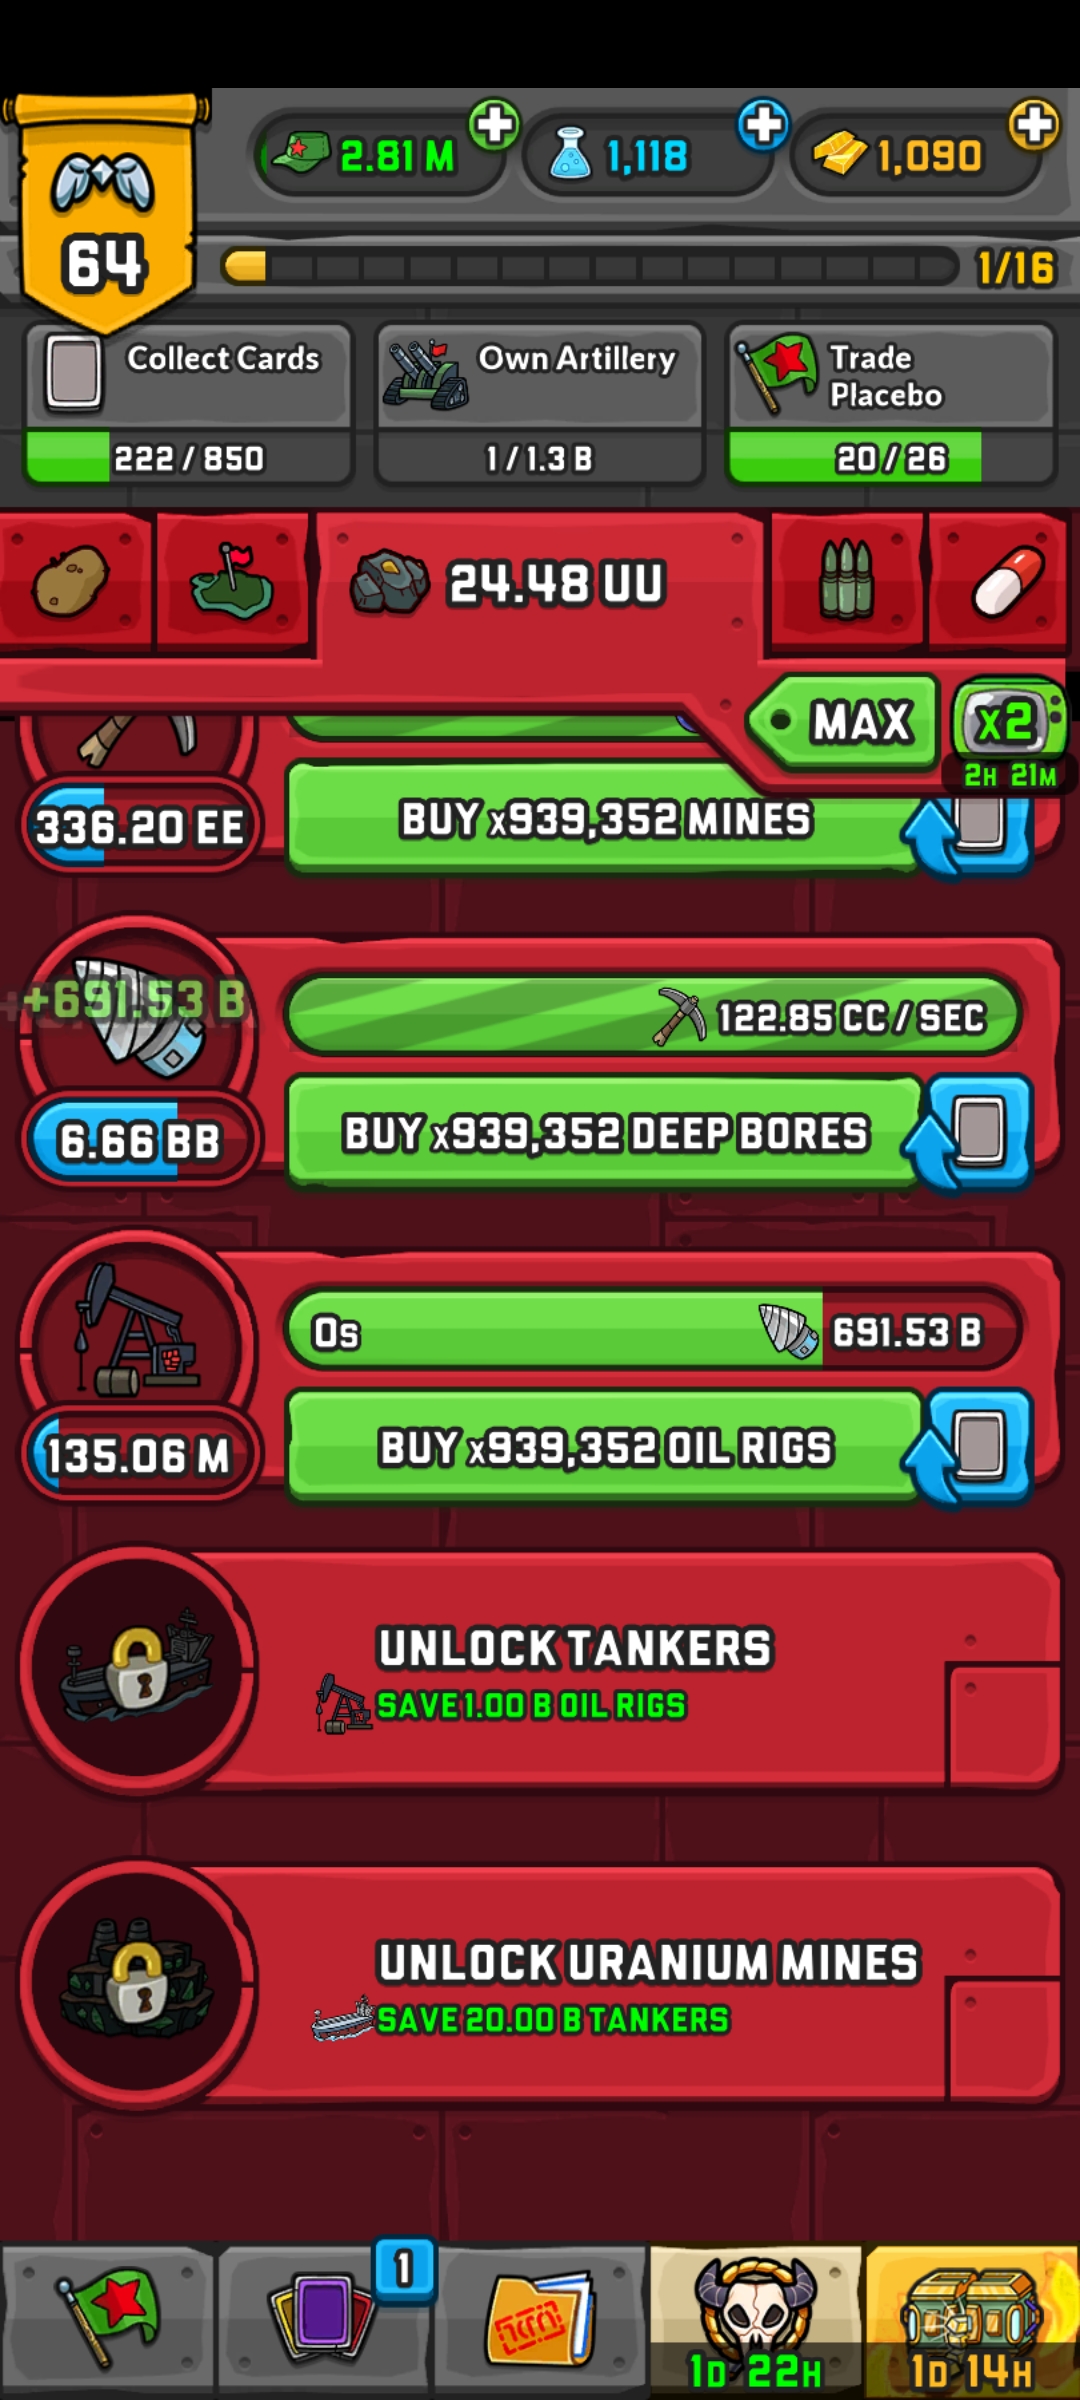 2.81 M
1,118
1,090
64
1/16
Collect Cards
Own Artillery
Trade
Placebo
222 / 850
1 / 1.3 B
20 / 26
24.48 UU
MAX
x2
2H 21M
336.20 EE
BUY x939,352 MINES
+691.53 B
122.85 CC / SEC
6.66 BB
BUY x939,352 DEEP BORES
0s
691.53 B
135.06 M
BUY x939,352 OIL RIGS
UNLOCK TANKERS
SAVE 1.00 B OIL RIGS
UNLOCK URANIUM MINES
SAVE 20.00 B TANKERS
1
1D 22H
1D 14H